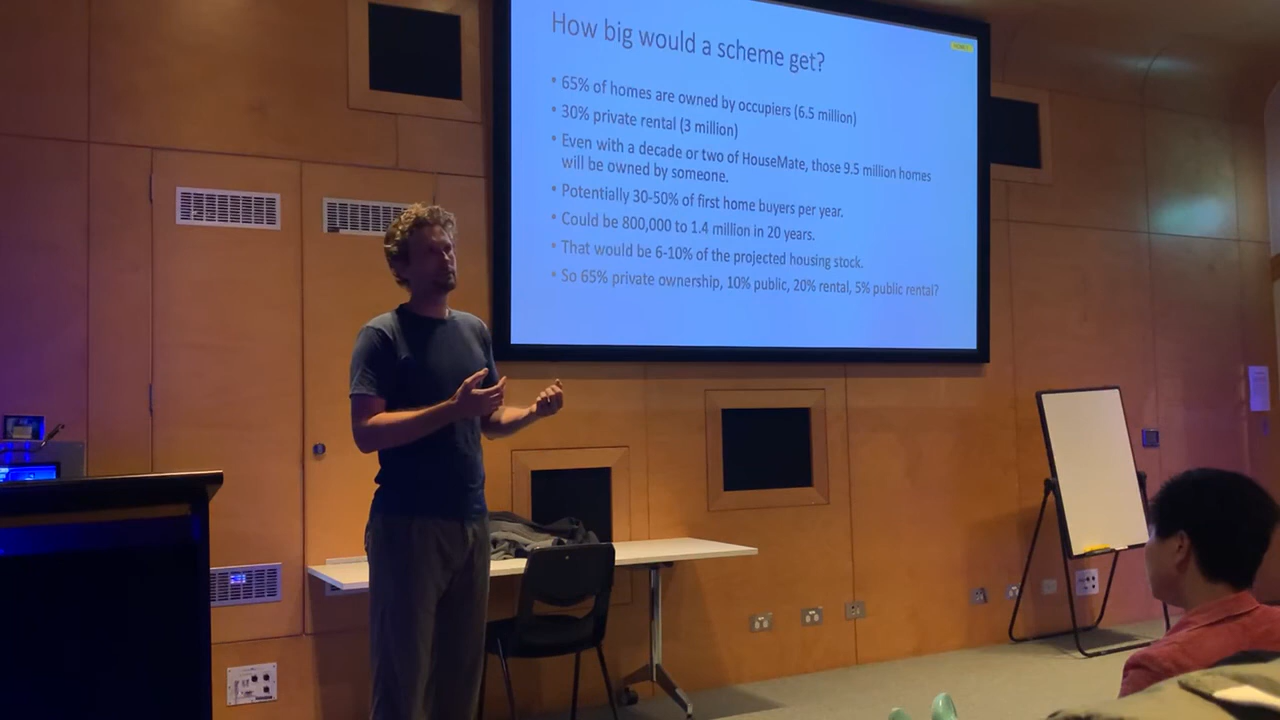 How big would a scheme get?
• 65% of homes are owned by occupiers (6.5 million)
• 30% private rental (3 million)
• Even with a decade or two of HouseMate, those 9.5 million homes
will be owned by someone.
• Potentially 30-50% of first home buyers per year.
• Could be 800,000 to 1.4 million in 20 years.
• That would be 6-10% of the projected housing stock.
• So 65% private ownership, 10% public, 20% rental, 5% public rental?